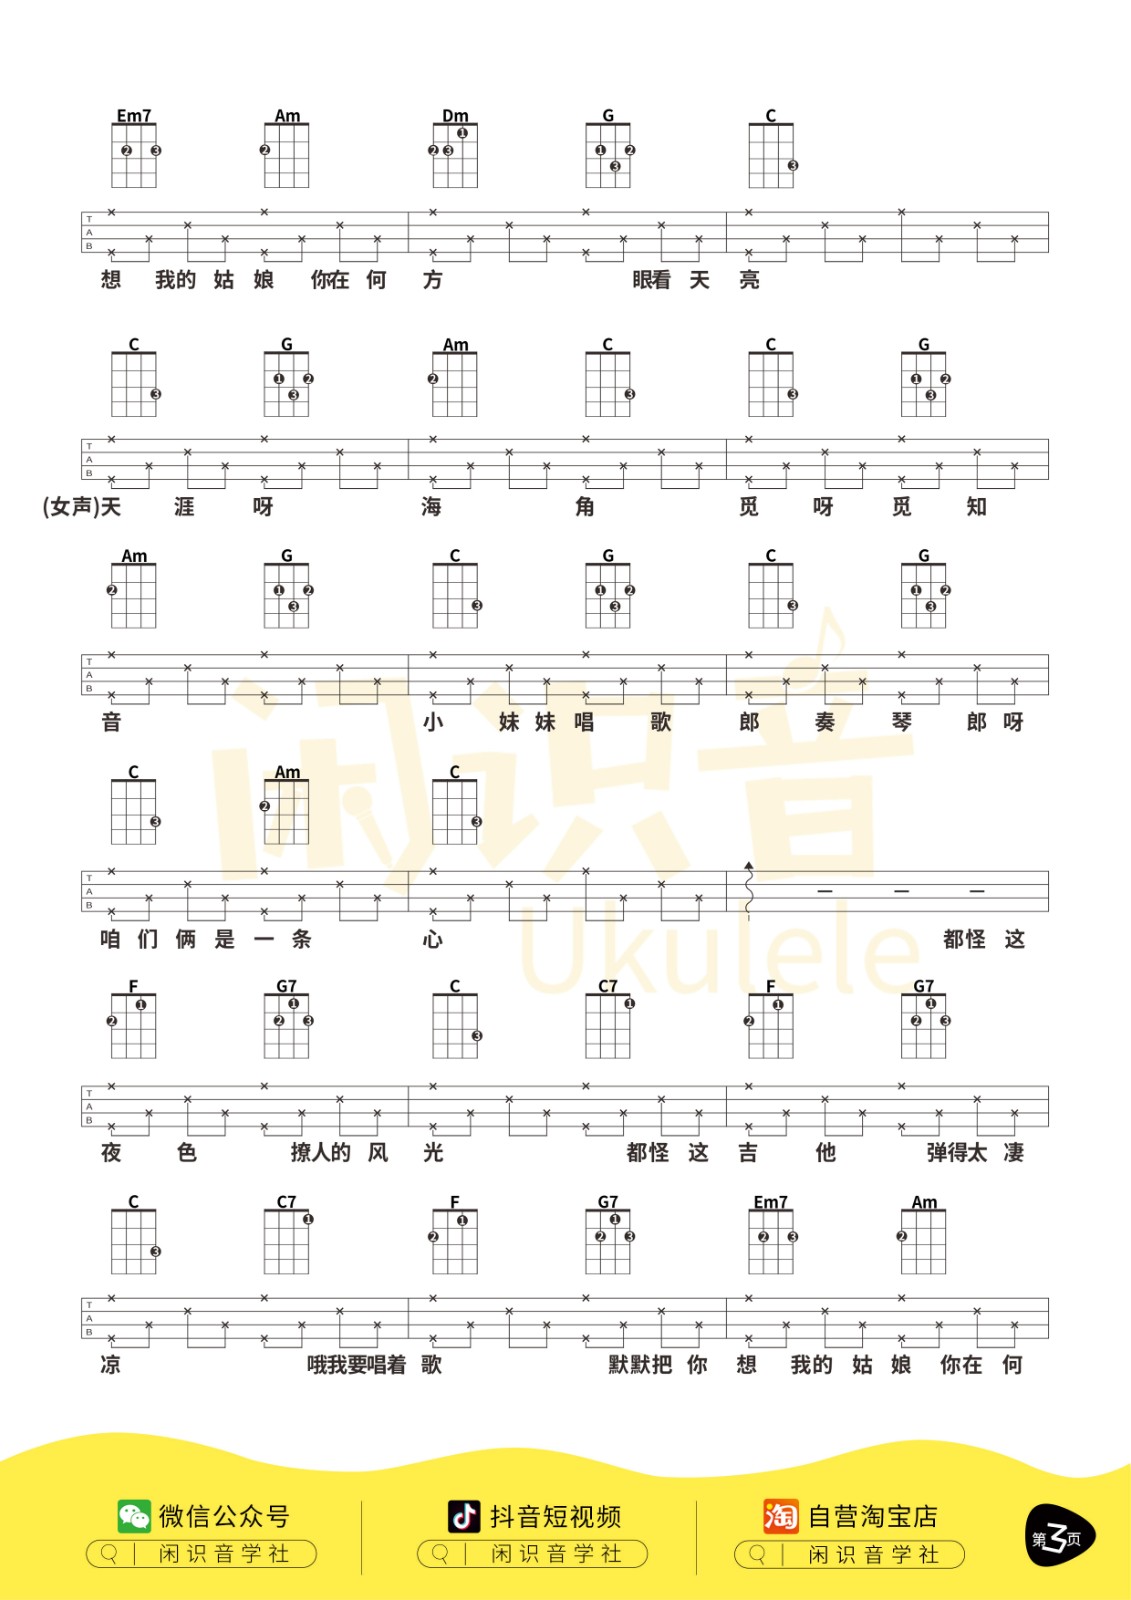 Em7 Am Dm G C
T
A
B
想 我的 姑 娘 你在 何 方 眼看 天 亮
C G Am C C G
T
A
B
(女声)天 涯 呀 海 角 觅 呀 觅 知
Am G C G C G
T
A
B
音 小 妹 妹 唱 歌 郎 奏 琴 郎 呀
C Am C
T
A
B
咱 们 俩 是 一 条 心 都怪 这
F G7 C C7 F G7
T
A
B
夜 色 撩人的 风 光 都怪 这 吉 他 弹得太 凄
C C7 F G7 Em7 Am
T
A
B
凉 哦我要唱着 歌 默默把 你 想 我的 姑 娘 你在 何
闲识音
Ukulele
微信公众号 抖音短视频 淘 自营淘宝店
闲识音学社 闲识音学社 闲识音学社
第3页